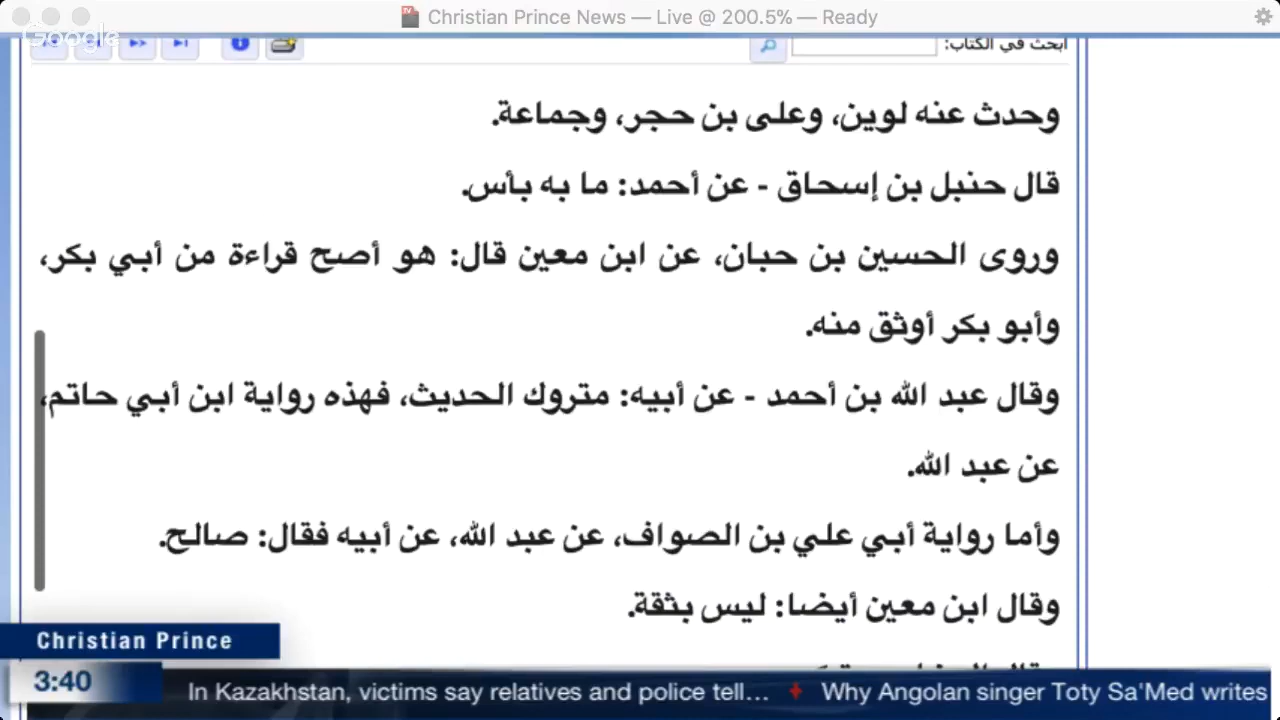 Christian Prince News — Live @ 200.5% — Ready
Google
ابحث في الكتاب:
وحدث عنه لوين، وعلى بن حجر، وجماعة.
قال حنبل بن إسحاق - عن أحمد: ما به بأس.
وروى الحسين بن حبان، عن ابن معين قال: هو أصح قراءة من أبي بكر،
وأبو بكر أوثق منه.
وقال عبد الله بن أحمد - عن أبيه: متروك الحديث، فهذه رواية ابن أبي حاتم،
عن عبد الله.
وأما رواية أبي علي بن الصواف، عن عبد الله، عن أبيه فقال: صالح.
وقال ابن معين أيضا: ليس بثقة.
Christian Prince
3:40
In Kazakhstan, victims say relatives and police tell... Why Angolan singer Toty Sa'Med writes